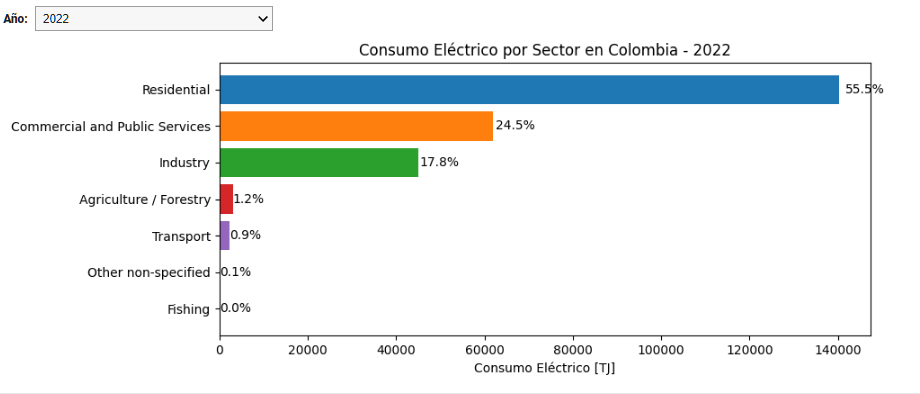 Año: 2022
Consumo Eléctrico por Sector en Colombia - 2022
Residential 55.5%
Commercial and Public Services 24.5%
Industry 17.8%
Agriculture / Forestry 1.2%
Transport 0.9%
Other non-specified 0.1%
Fishing 0.0%
0 20000 40000 60000 80000 100000 120000 140000
Consumo Eléctrico [TJ]